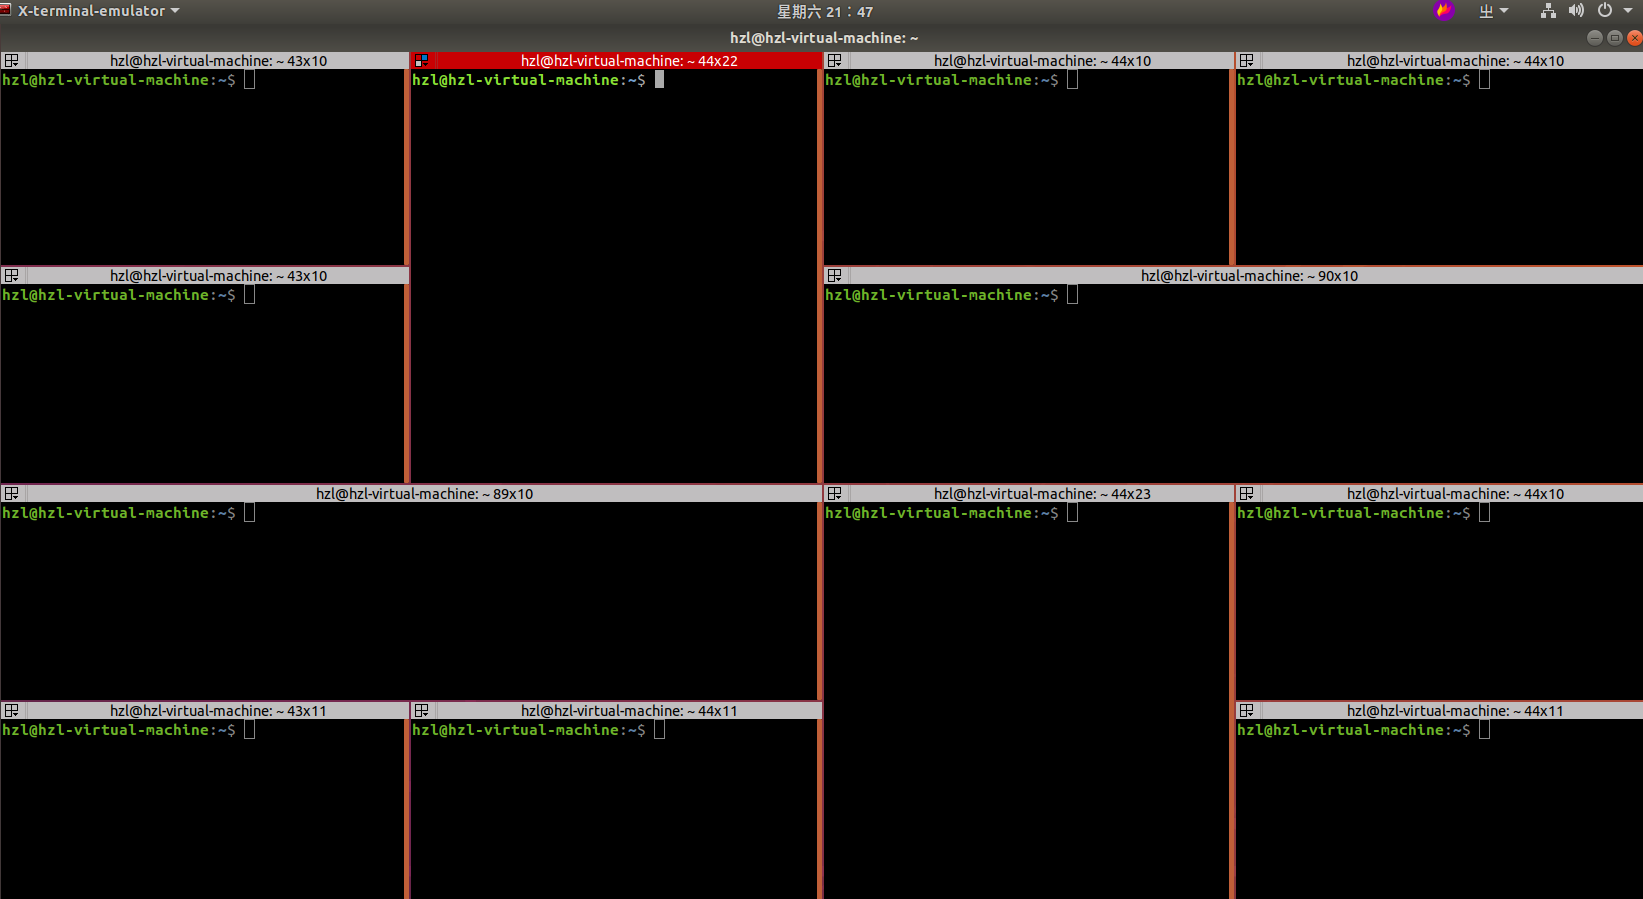 X-terminal-emulator
星期六 21：47
hzl@hzl-virtual-machine: ~
hzl@hzl-virtual-machine: ~ 43x10
hzl@hzl-virtual-machine:~$
hzl@hzl-virtual-machine: ~ 44x22
hzl@hzl-virtual-machine:~$
hzl@hzl-virtual-machine: ~ 44x10
hzl@hzl-virtual-machine:~$
hzl@hzl-virtual-machine: ~ 44x10
hzl@hzl-virtual-machine:~$
hzl@hzl-virtual-machine: ~ 43x10
hzl@hzl-virtual-machine:~$
hzl@hzl-virtual-machine: ~ 90x10
hzl@hzl-virtual-machine:~$
hzl@hzl-virtual-machine: ~ 89x10
hzl@hzl-virtual-machine:~$
hzl@hzl-virtual-machine: ~ 44x23
hzl@hzl-virtual-machine:~$
hzl@hzl-virtual-machine: ~ 44x10
hzl@hzl-virtual-machine:~$
hzl@hzl-virtual-machine: ~ 43x11
hzl@hzl-virtual-machine:~$
hzl@hzl-virtual-machine: ~ 44x11
hzl@hzl-virtual-machine:~$
hzl@hzl-virtual-machine: ~ 44x11
hzl@hzl-virtual-machine:~$